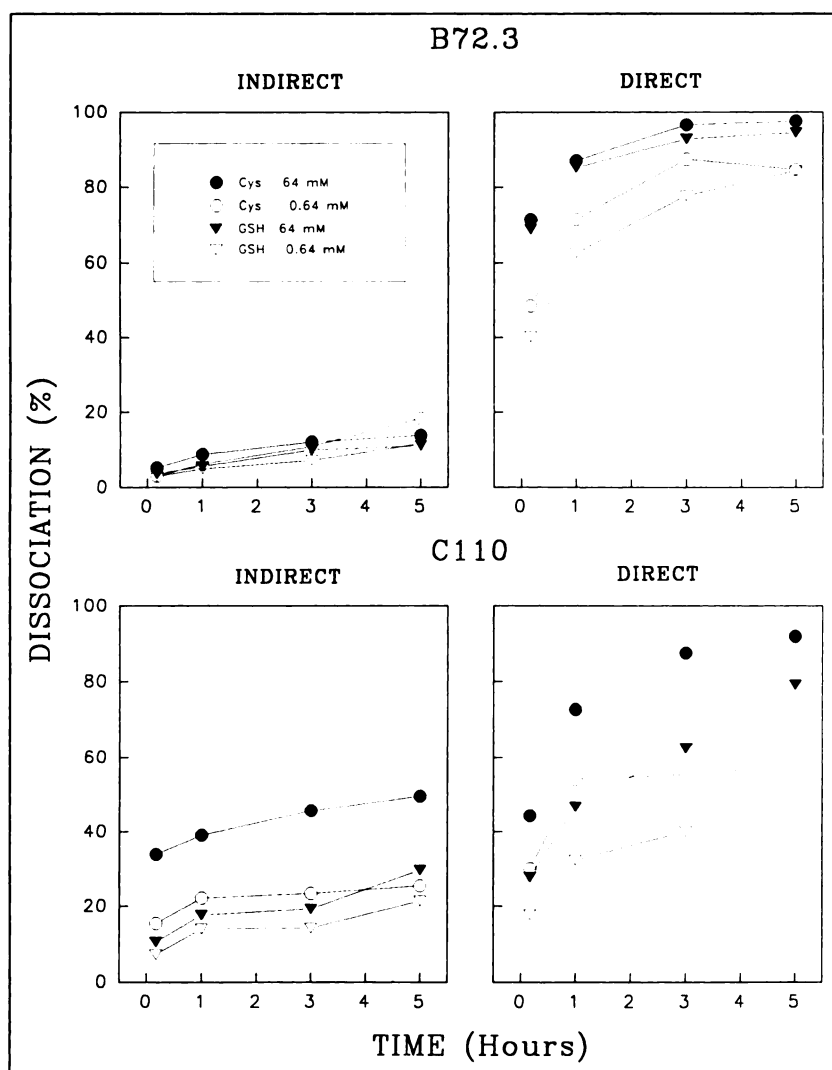 B72.3
INDIRECT DIRECT
100
80
60
40
20
0
Cys 64 mM
Cys 0.64 mM
GSH 64 mM
GSH 0.64 mM
0 1 2 3 4 5
0 1 2 3 4 5
C110
INDIRECT DIRECT
100
80
60
40
20
0
0 1 2 3 4 5
0 1 2 3 4 5
DISSOCIATION (%)
TIME (Hours)